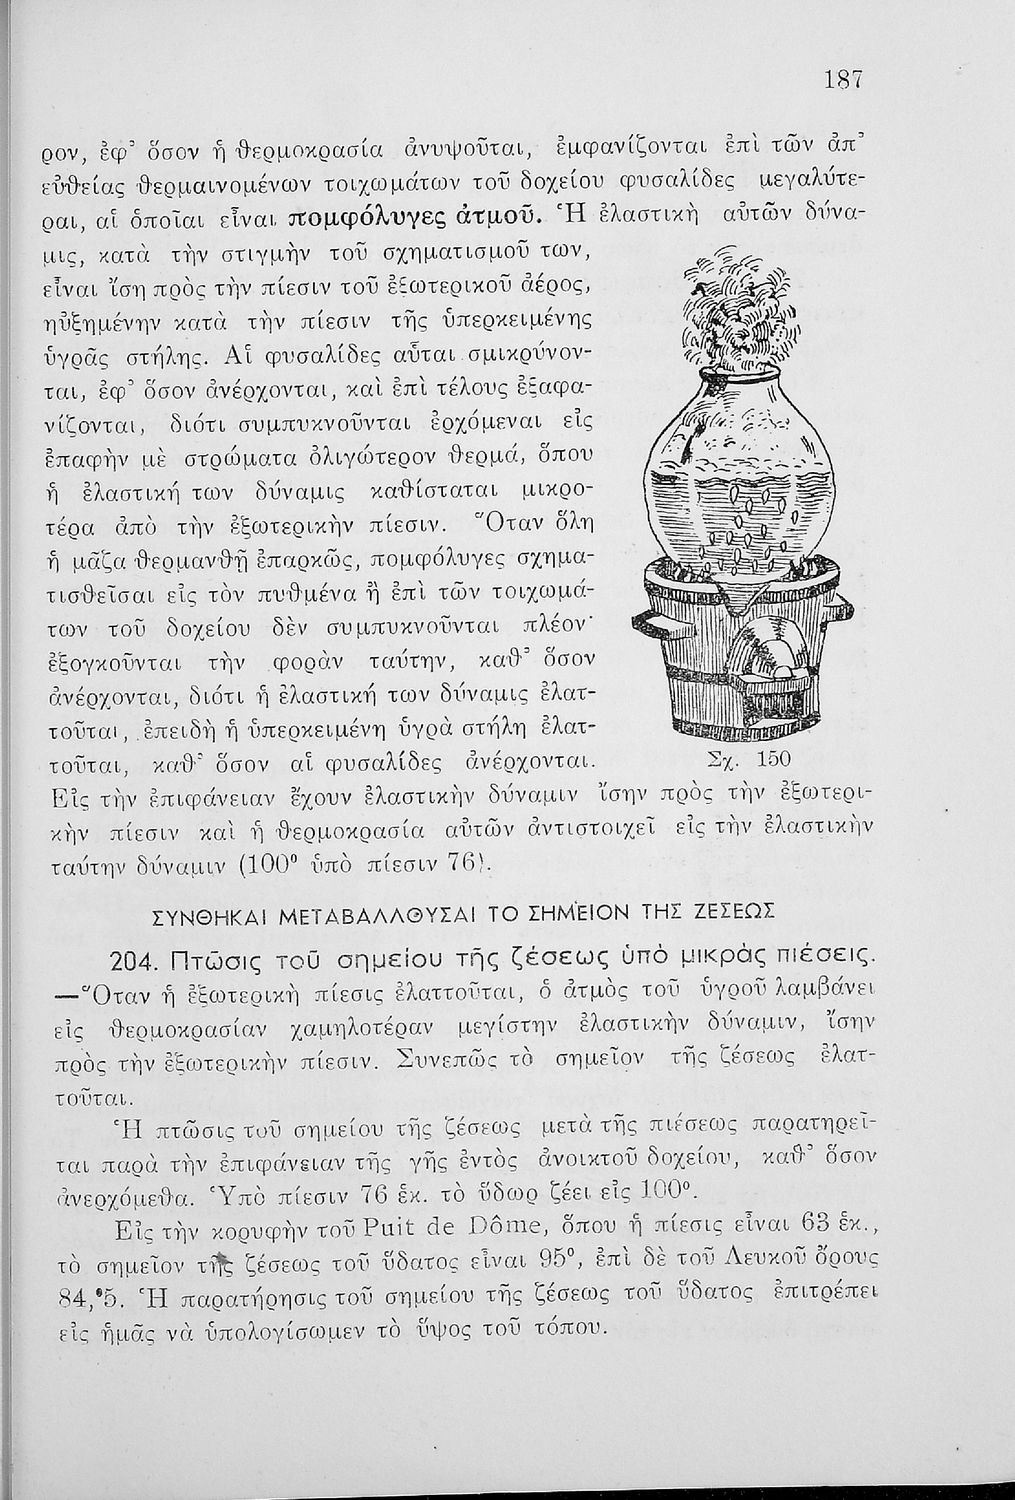 187
ρον, ἐφ’ ὅσον ἡ θερμοκρασία ἀνυψοῦται, ἐμφανίζονται ἐπὶ τῶν ἀπ’
εὐθείας θερμαινομένων τοιχωμάτων τοῦ δοχείου φυσαλίδες μεγαλύτε-
ραι, αἱ ὁποῖαι εἶναι πομφόλυγες ἀτμοῦ. Ἡ ἐλαστικὴ αὐτῶν δύνα-
μις, κατὰ τὴν στιγμὴν τοῦ σχηματισμοῦ των,
εἶναι ἴση πρὸς τὴν πίεσιν τοῦ ἐξωτερικοῦ ἀέρος,
ηὐξημένην κατὰ τὴν πίεσιν τῆς ὑπερκειμένης
ὑγρᾶς στήλης. Αἱ φυσαλίδες αὗται σμικρύνον-
ται, ἐφ’ ὅσον ἀνέρχονται, καὶ ἐπὶ τέλους ἐξαφα-
νίζονται, διότι συμπυκνοῦνται ἐρχόμεναι εἰς
ἐπαφὴν μὲ στρώματα ὀλιγώτερον θερμά, ὅπου
ἡ ἐλαστική των δύναμις καθίσταται μικρο-
τέρα ἀπὸ τὴν ἐξωτερικὴν πίεσιν. Ὅταν ὅλη
ἡ μᾶζα θερμανθῇ ἐπαρκῶς, πομφόλυγες σχημα-
τισθεῖσαι εἰς τὸν πυθμένα ἢ ἐπὶ τῶν τοιχωμά-
των τοῦ δοχείου δὲν συμπυκνοῦνται πλέον·
ἐξογκοῦνται τὴν φορὰν ταύτην, καθ’ ὅσον
ἀνέρχονται, διότι ἡ ἐλαστική των δύναμις ἐλατ-
τοῦται, ἐπειδὴ ἡ ὑπερκειμένη ὑγρὰ στήλη ἐλατ-
τοῦται, καθ’ ὅσον αἱ φυσαλίδες ἀνέρχονται.
Σχ. 150
Εἰς τὴν ἐπιφάνειαν ἔχουν ἐλαστικὴν δύναμιν ἴσην πρὸς τὴν ἐξωτερι-
κὴν πίεσιν καὶ ἡ θερμοκρασία αὐτῶν ἀντιστοιχεῖ εἰς τὴν ἐλαστικὴν
ταύτην δύναμιν (100° ὑπὸ πίεσιν 76).
ΣΥΝΘΗΚΑΙ ΜΕΤΑΒΑΛΛΟΥΣΑΙ ΤΟ ΣΗΜΕΙΟΝ ΤΗΣ ΖΕΣΕΩΣ
204. Πτῶσις τοῦ σημείου τῆς ζέσεως ὑπὸ μικρὰς πιέσεις.
—Ὅταν ἡ ἐξωτερικὴ πίεσις ἐλαττοῦται, ὁ ἀτμὸς τοῦ ὑγροῦ λαμβάνει
εἰς θερμοκρασίαν χαμηλοτέραν μεγίστην ἐλαστικὴν δύναμιν, ἴσην
πρὸς τὴν ἐξωτερικὴν πίεσιν. Συνεπῶς τὸ σημεῖον τῆς ζέσεως ἐλατ-
τοῦται.
Ἡ πτῶσις τοῦ σημείου τῆς ζέσεως μετὰ τῆς πιέσεως παρατηρεῖ-
ται παρὰ τὴν ἐπιφάνειαν τῆς γῆς ἐντὸς ἀνοικτοῦ δοχείου, καθ’ ὅσον
ἀνερχόμεθα. Ὑπὸ πίεσιν 76 ἑκ. τὸ ὕδωρ ζέει εἰς 100°.
Εἰς τὴν κορυφὴν τοῦ Puit de Dôme, ὅπου ἡ πίεσις εἶναι 63 ἑκ.,
τὸ σημεῖον τῆς ζέσεως τοῦ ὕδατος εἶναι 95°, ἐπὶ δὲ τοῦ Λευκοῦ ὄρους
84,°5. Ἡ παρατήρησις τοῦ σημείου τῆς ζέσεως τοῦ ὕδατος ἐπιτρέπει
εἰς ἡμᾶς νὰ ὑπολογίσωμεν τὸ ὕψος τοῦ τόπου.